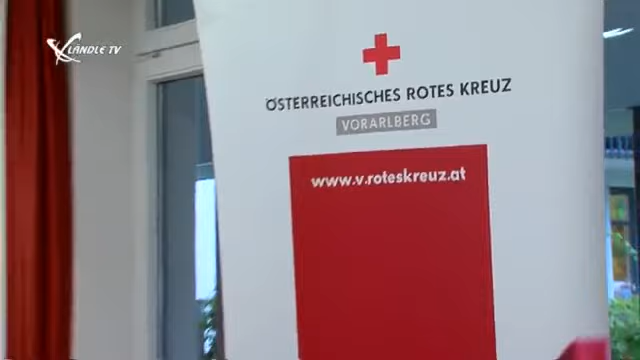 LÄNDLE TV
ÖSTERREICHISCHES ROTES KREUZ
VORARLBERG
www.v.roteskreuz.at